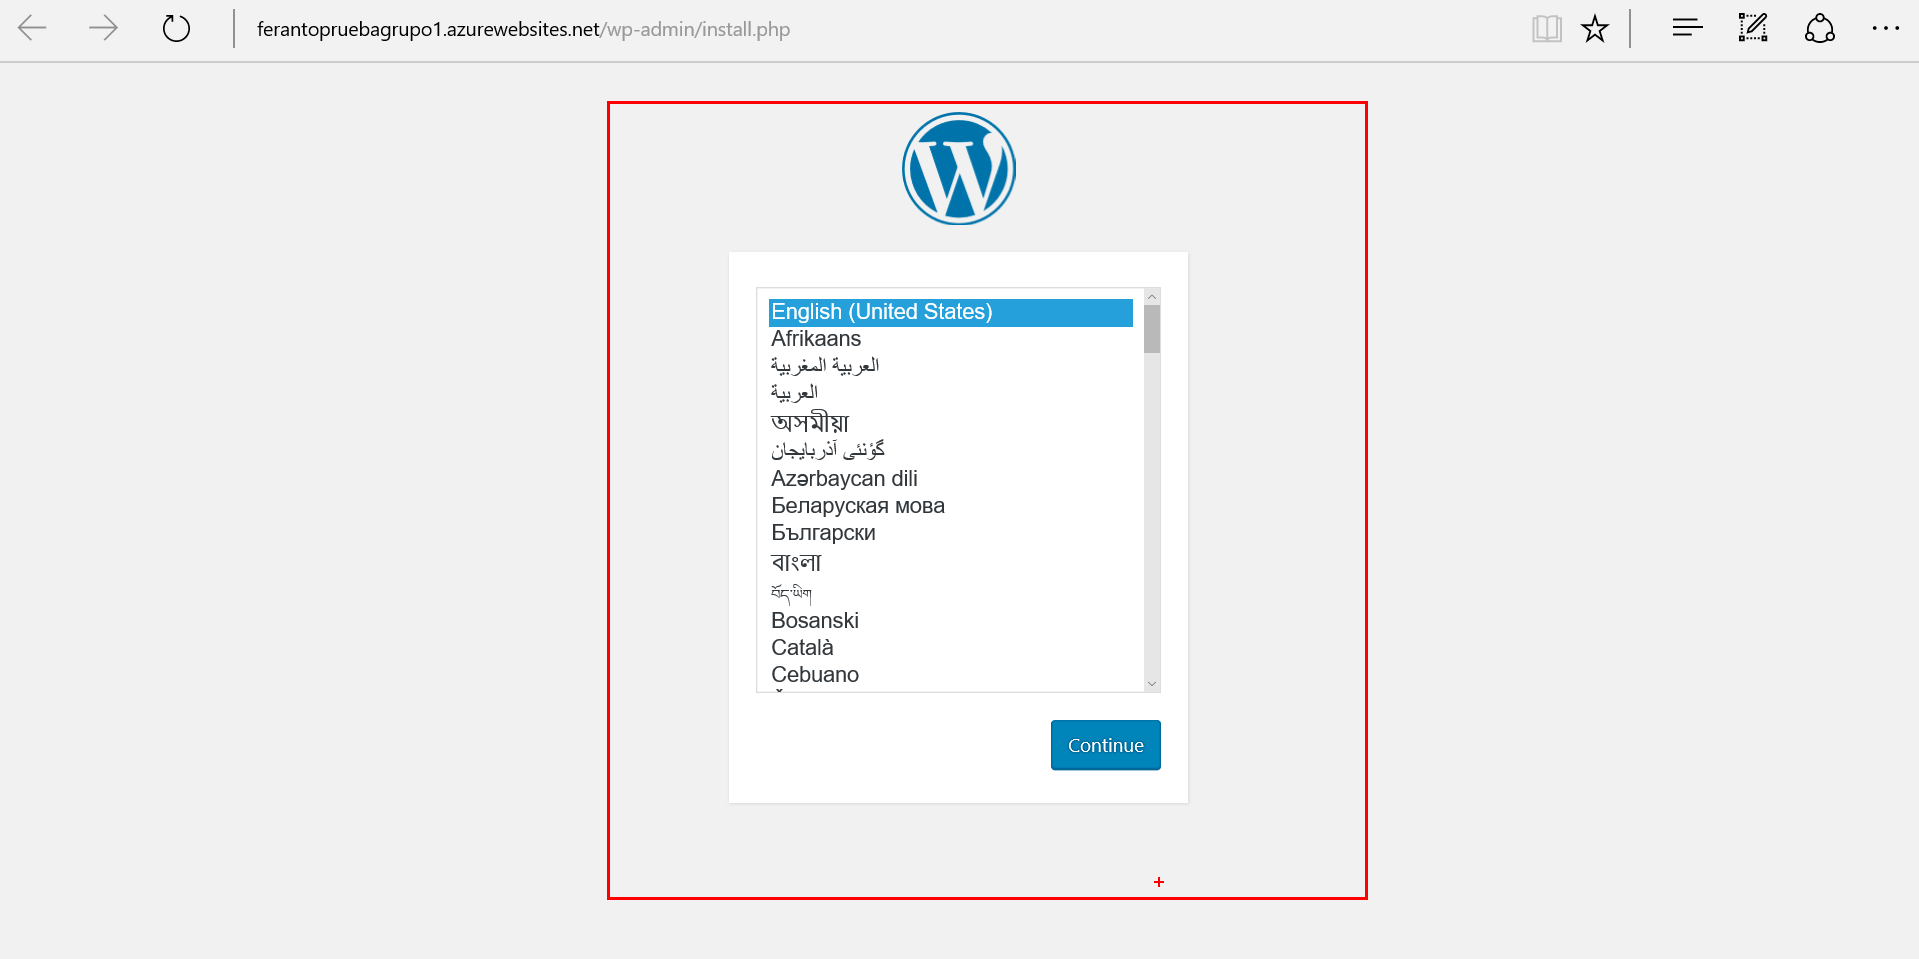 ferantopruebagrupo1.azurewebsites.net/wp-admin/install.php
English (United States)
Afrikaans
العربية المغربية
العربية
অসমীয়া
گؤنئی آذربایجان
Azərbaycan dili
Беларуская мова
Български
বাংলা
བོད་ཡིག
Bosanski
Català
Cebuano
Continue